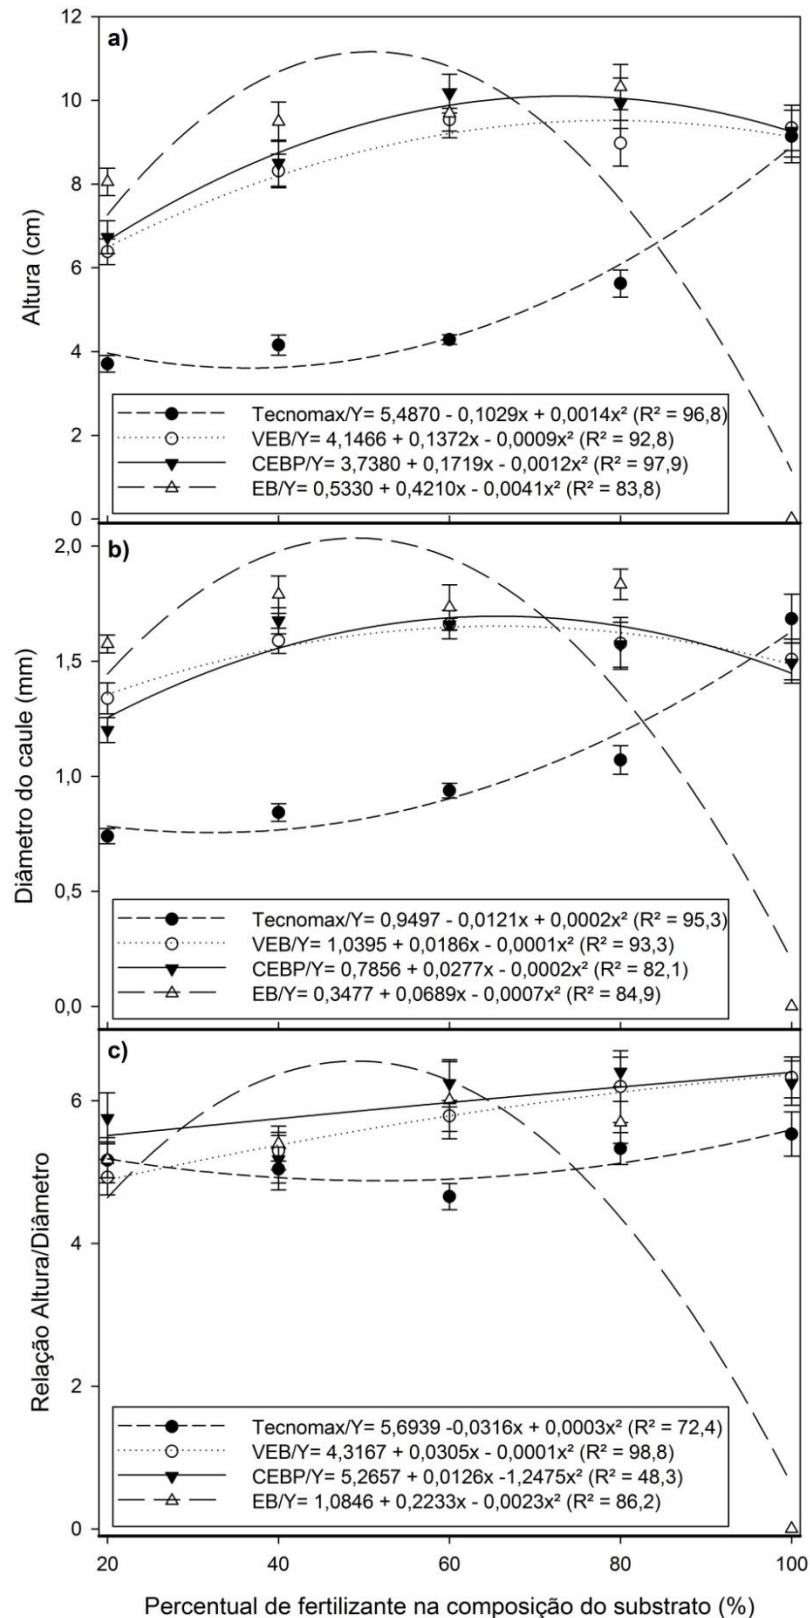 12
a)
10
8
6
4
2
0
Altura (cm)
Tecnomax/Y= 5,4870 - 0,1029x + 0,0014x² (R² = 96,8)
VEB/Y= 4,1466 + 0,1372x - 0,0009x² (R² = 92,8)
CEBP/Y= 3,7380 + 0,1719x - 0,0012x² (R² = 97,9)
EB/Y= 0,5330 + 0,4210x - 0,0041x² (R² = 83,8)
b)
2,0
1,5
1,0
0,5
0,0
Diâmetro do caule (mm)
Tecnomax/Y= 0,9497 - 0,0121x + 0,0002x² (R² = 95,3)
VEB/Y= 1,0395 + 0,0186x - 0,0001x² (R² = 93,3)
CEBP/Y= 0,7856 + 0,0277x - 0,0002x² (R² = 82,1)
EB/Y= 0,3477 + 0,0689x - 0,0007x² (R² = 84,9)
c)
6
4
2
0
Relação Altura/Diâmetro
Tecnomax/Y= 5,6939 -0,0316x + 0,0003x² (R² = 72,4)
VEB/Y= 4,3167 + 0,0305x - 0,0001x² (R² = 98,8)
CEBP/Y= 5,2657 + 0,0126x -1,2475x² (R² = 48,3)
EB/Y= 1,0846 + 0,2233x - 0,0023x² (R² = 86,2)
20 40 60 80 100
Percentual de fertilizante na composição do substrato (%)